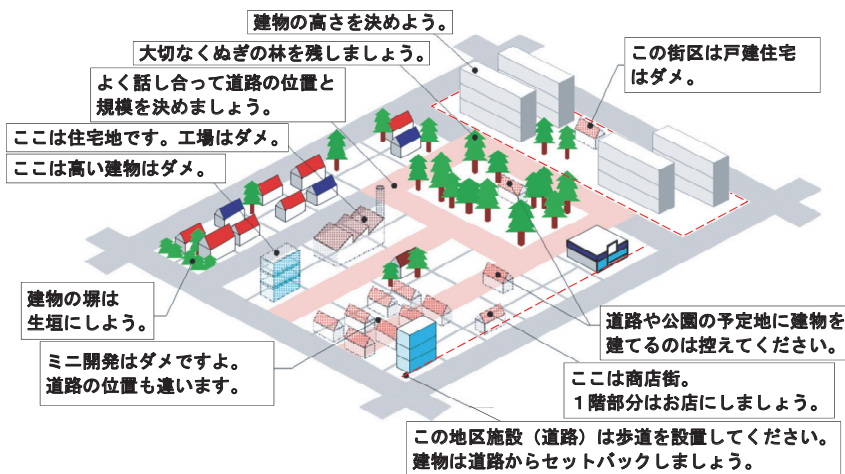 建物の高さを決めよう。
大切なくぬぎの林を残しましょう。
よく話し合って道路の位置と
規模を決めましょう。
ここは住宅地です。工場はダメ。
ここは高い建物はダメ。
この街区は戸建住宅
はダメ。
建物の塀は
生垣にしよう。
ミニ開発はダメですよ。
道路の位置も違います。
道路や公園の予定地に建物を
建てるのは控えてください。
ここは商店街。
１階部分はお店にしましょう。
この地区施設（道路）は歩道を設置してください。
建物は道路からセットバックしましょう。